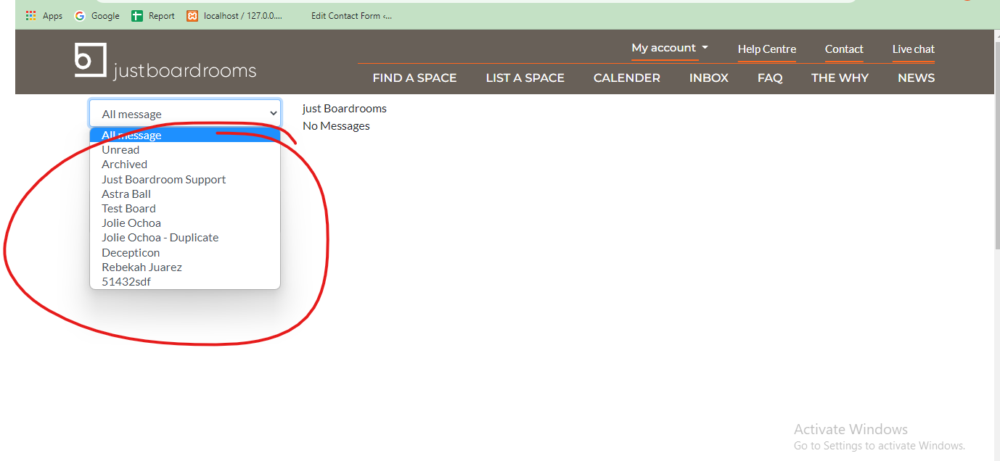 Apps Google Report localhost / 127.0.0.... Edit Contact Form ‹...
My account Help Centre Contact Live chat
b justboardrooms
FIND A SPACE LIST A SPACE CALENDER INBOX FAQ THE WHY NEWS
All message
just Boardrooms
No Messages
All message
Unread
Archived
Just Boardroom Support
Astra Ball
Test Board
Jolie Ochoa
Jolie Ochoa - Duplicate
Decepticon
Rebekah Juarez
51432sdf
Activate Windows
Go to Settings to activate Windows.